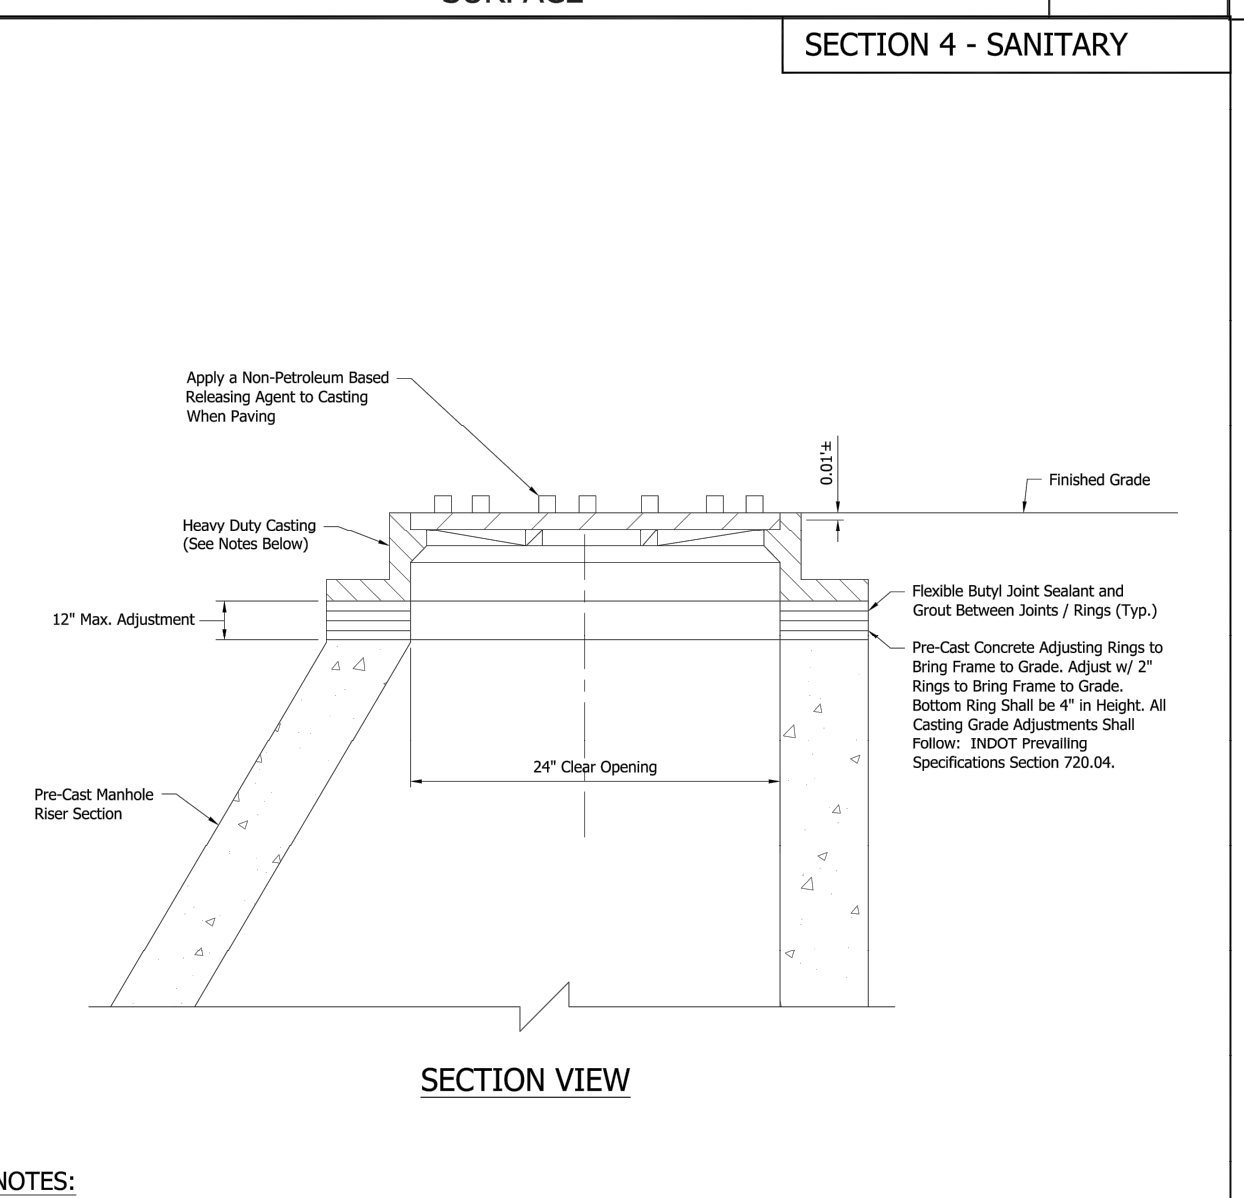 SURFACE
SECTION 4 - SANITARY
Apply a Non-Petroleum Based
Releasing Agent to Casting
When Paving
0.01'±
Finished Grade
Heavy Duty Casting
(See Notes Below)
12" Max. Adjustment
Flexible Butyl Joint Sealant and
Grout Between Joints / Rings (Typ.)
Pre-Cast Concrete Adjusting Rings to
Bring Frame to Grade. Adjust w/ 2"
Rings to Bring Frame to Grade.
Bottom Ring Shall be 4" in Height. All
Casting Grade Adjustments Shall
Follow: INDOT Prevailing
Specifications Section 720.04.
24" Clear Opening
Pre-Cast Manhole
Riser Section
SECTION VIEW
NOTES: